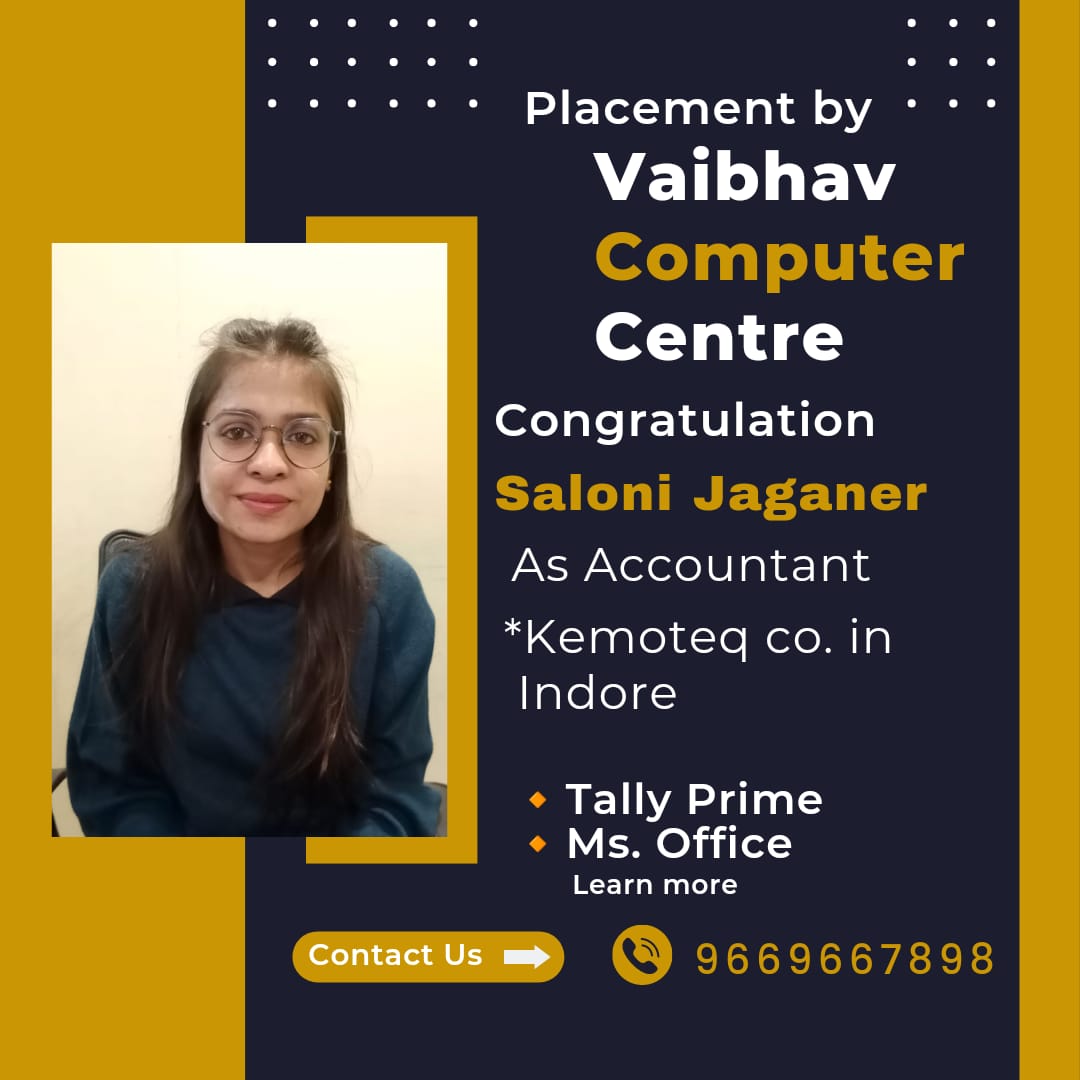 Placement by
Vaibhav
Computer
Centre
Congratulation
Saloni Jaganer
As Accountant
*Kemoteq co. in
Indore
🔸 Tally Prime
🔸 Ms. Office
Learn more
Contact Us
9669667898